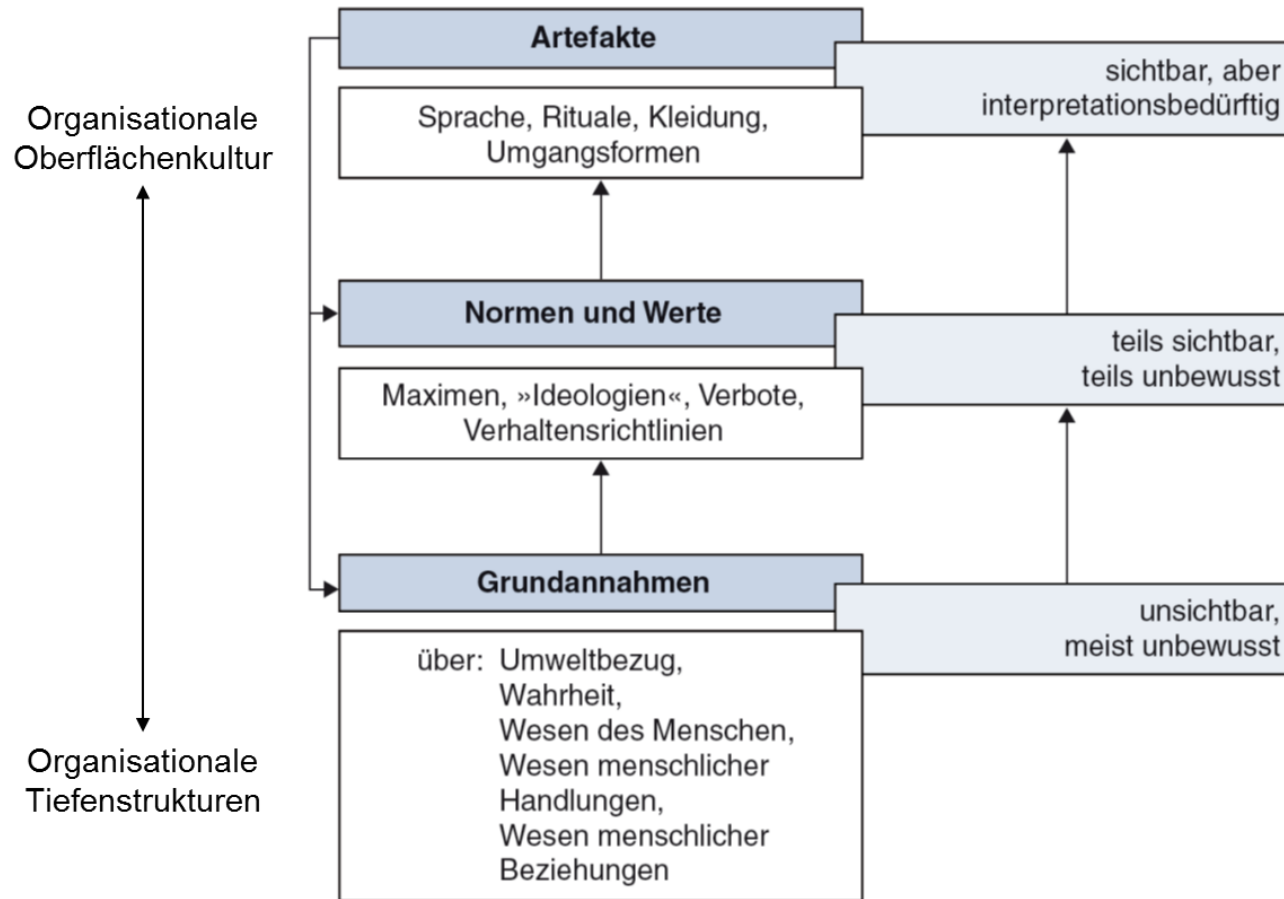 Artefakte
sichtbar, aber
interpretationsbedürftig
Sprache, Rituale, Kleidung,
Umgangsformen
Organisationale
Oberflächenkultur
Normen und Werte
teils sichtbar,
teils unbewusst
Maximen, »Ideologien«, Verbote,
Verhaltensrichtlinien
Grundannahmen
unsichtbar,
meist unbewusst
über: Umweltbezug,
Wahrheit,
Wesen des Menschen,
Wesen menschlicher
Handlungen,
Wesen menschlicher
Beziehungen
Organisationale
Tiefenstrukturen